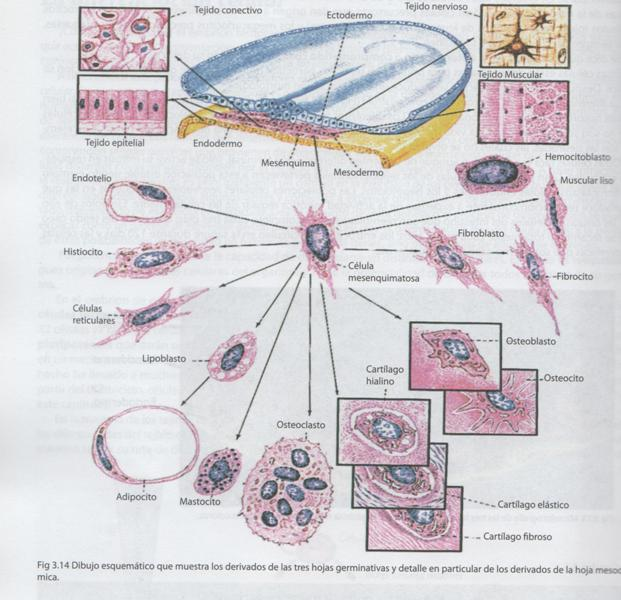 Tejido conectivo
Ectodermo
Tejido nervioso
Tejido Muscular
Tejido epitelial
Endodermo
Mesénquima
Mesodermo
Hemocitoblasto
Endotelio
Muscular liso
Fibroblasto
Histiocito
Célula
mesenquimatosa
Fibrocito
Células
reticulares
Lipoblasto
Osteoblasto
Cartílago
hialino
Osteocito
Osteoclasto
Adipocito
Mastocito
Cartílago elástico
Cartílago fibroso
Fig 3.14 Dibujo esquemático que muestra los derivados de las tres hojas germinativas y detalle en particular de los derivados de la hoja
mica.